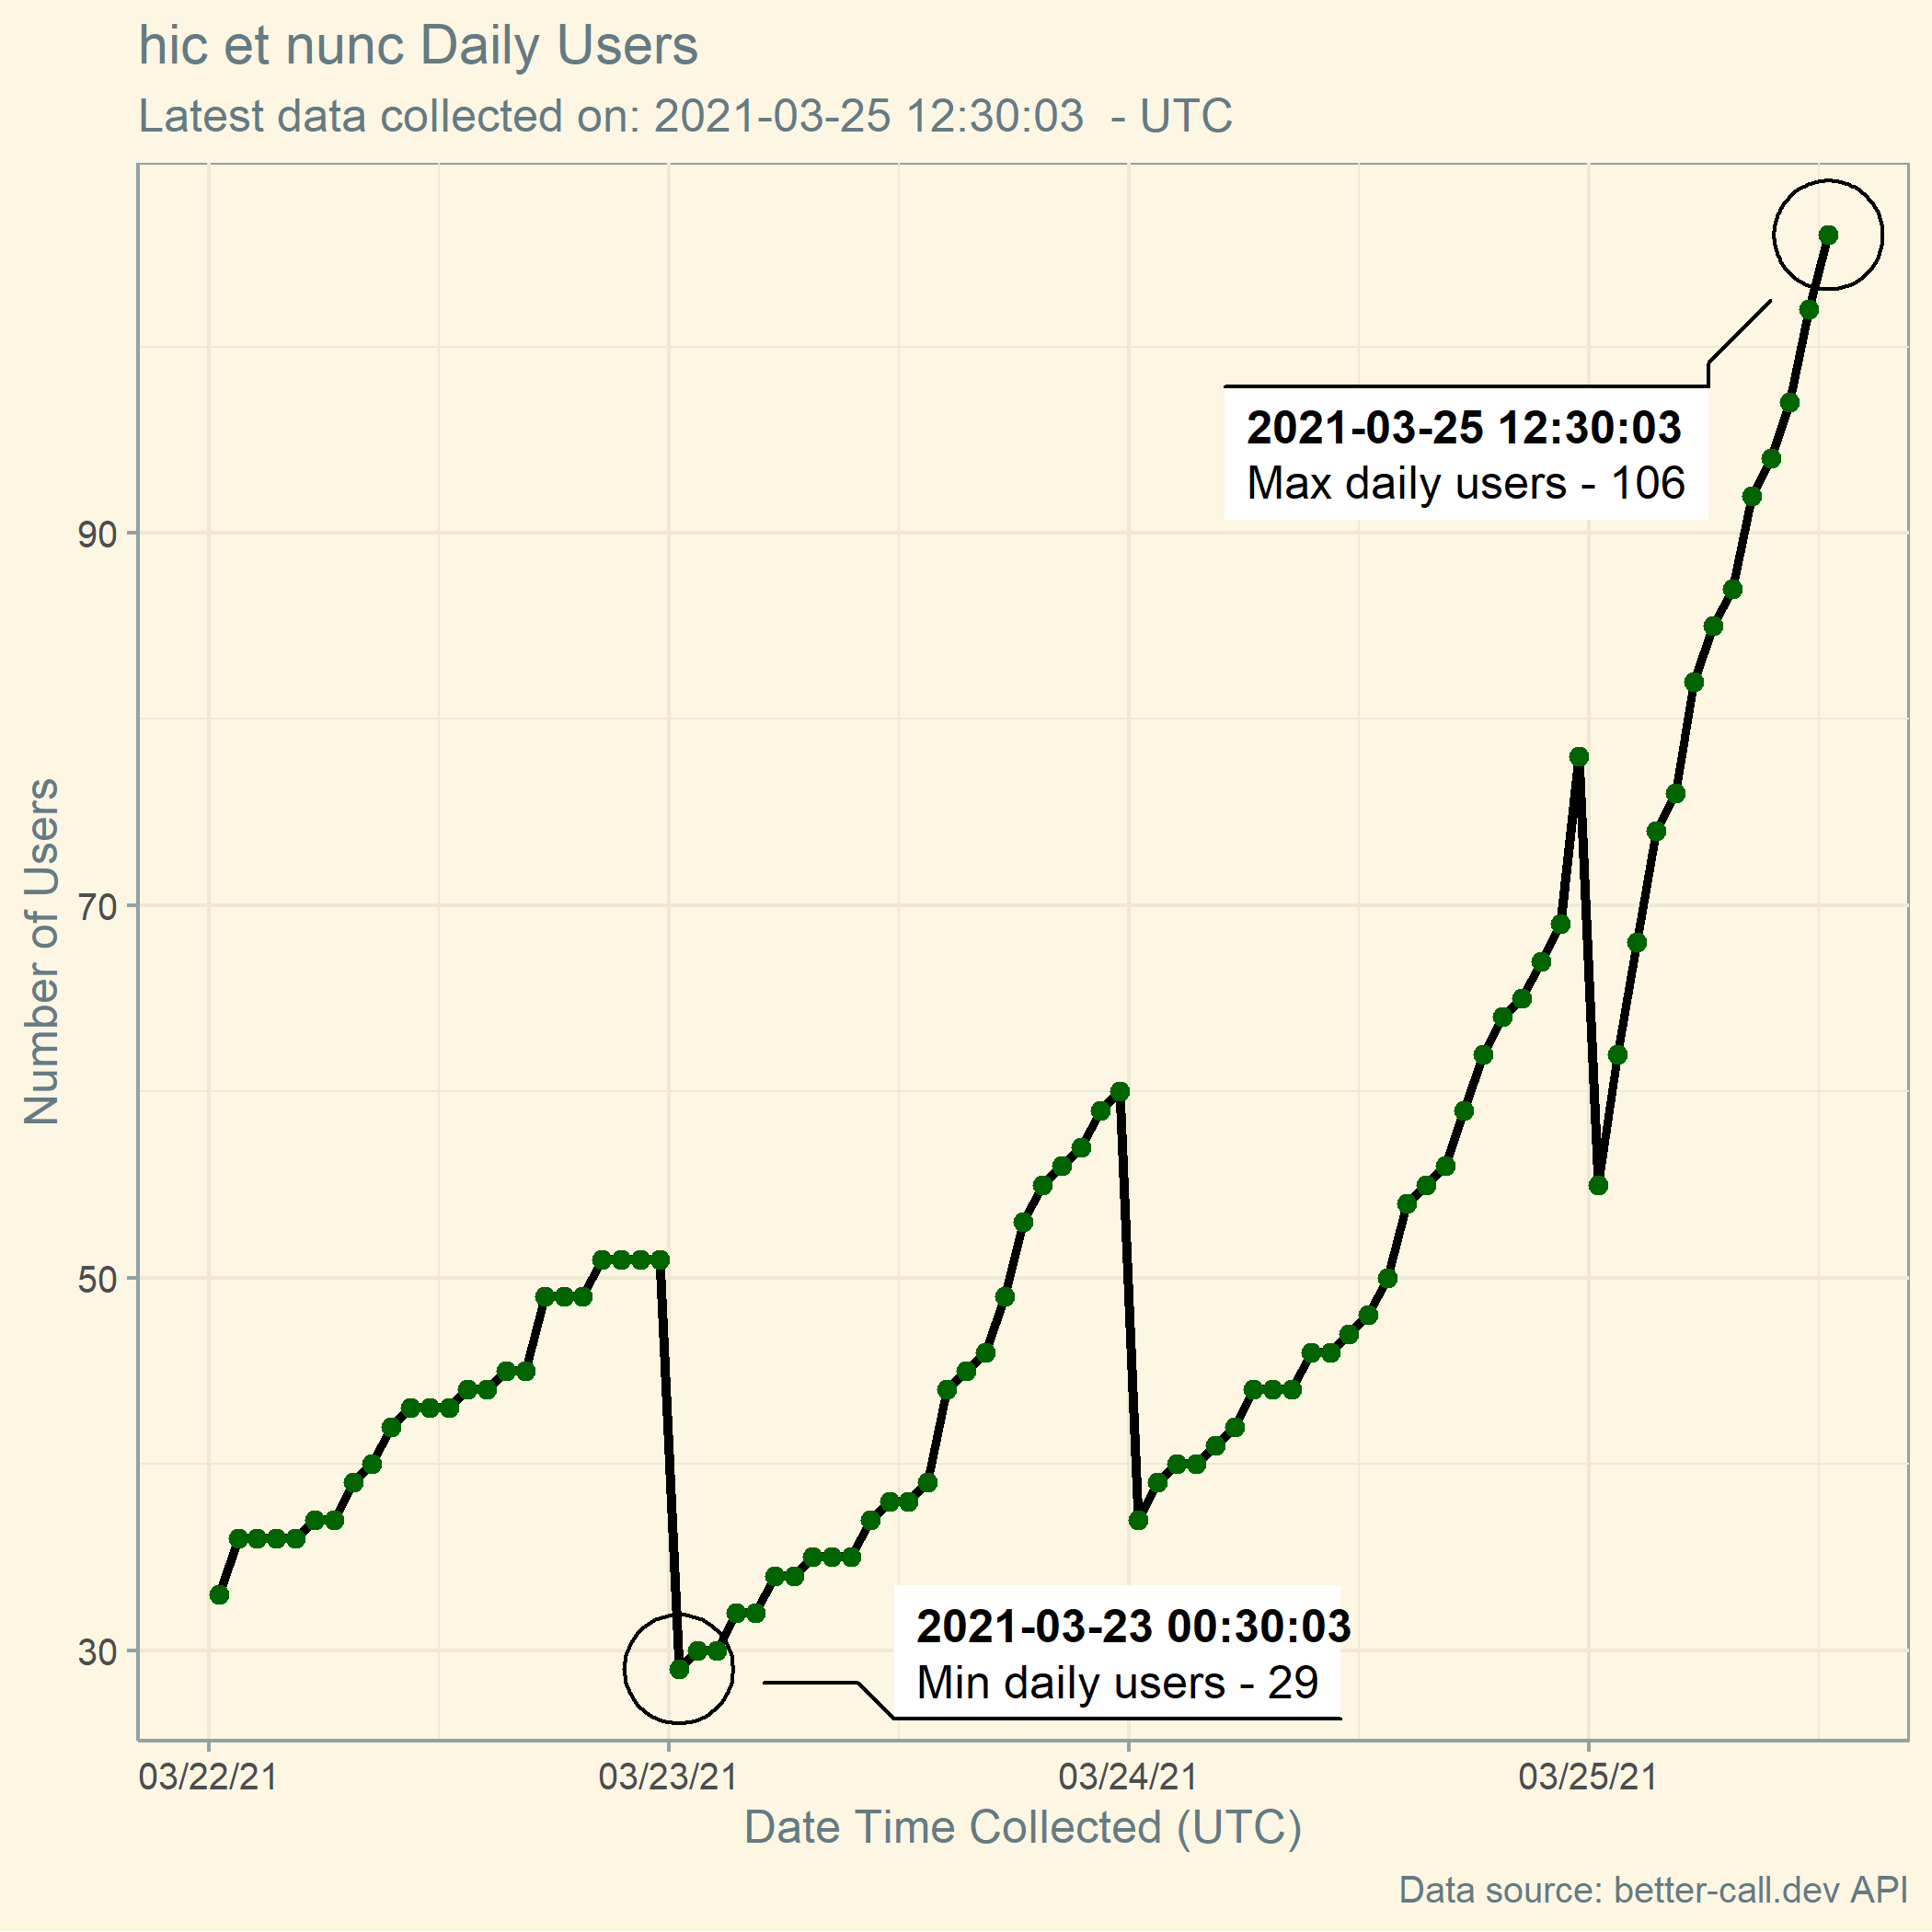 hic et nunc Daily Users
Latest data collected on: 2021-03-25 12:30:03  - UTC
2021-03-25 12:30:03
Max daily users - 106
90
70
50
30
Number of Users
2021-03-23 00:30:03
Min daily users - 29
03/22/21 03/23/21 03/24/21 03/25/21
Date Time Collected (UTC)
Data source: better-call.dev API